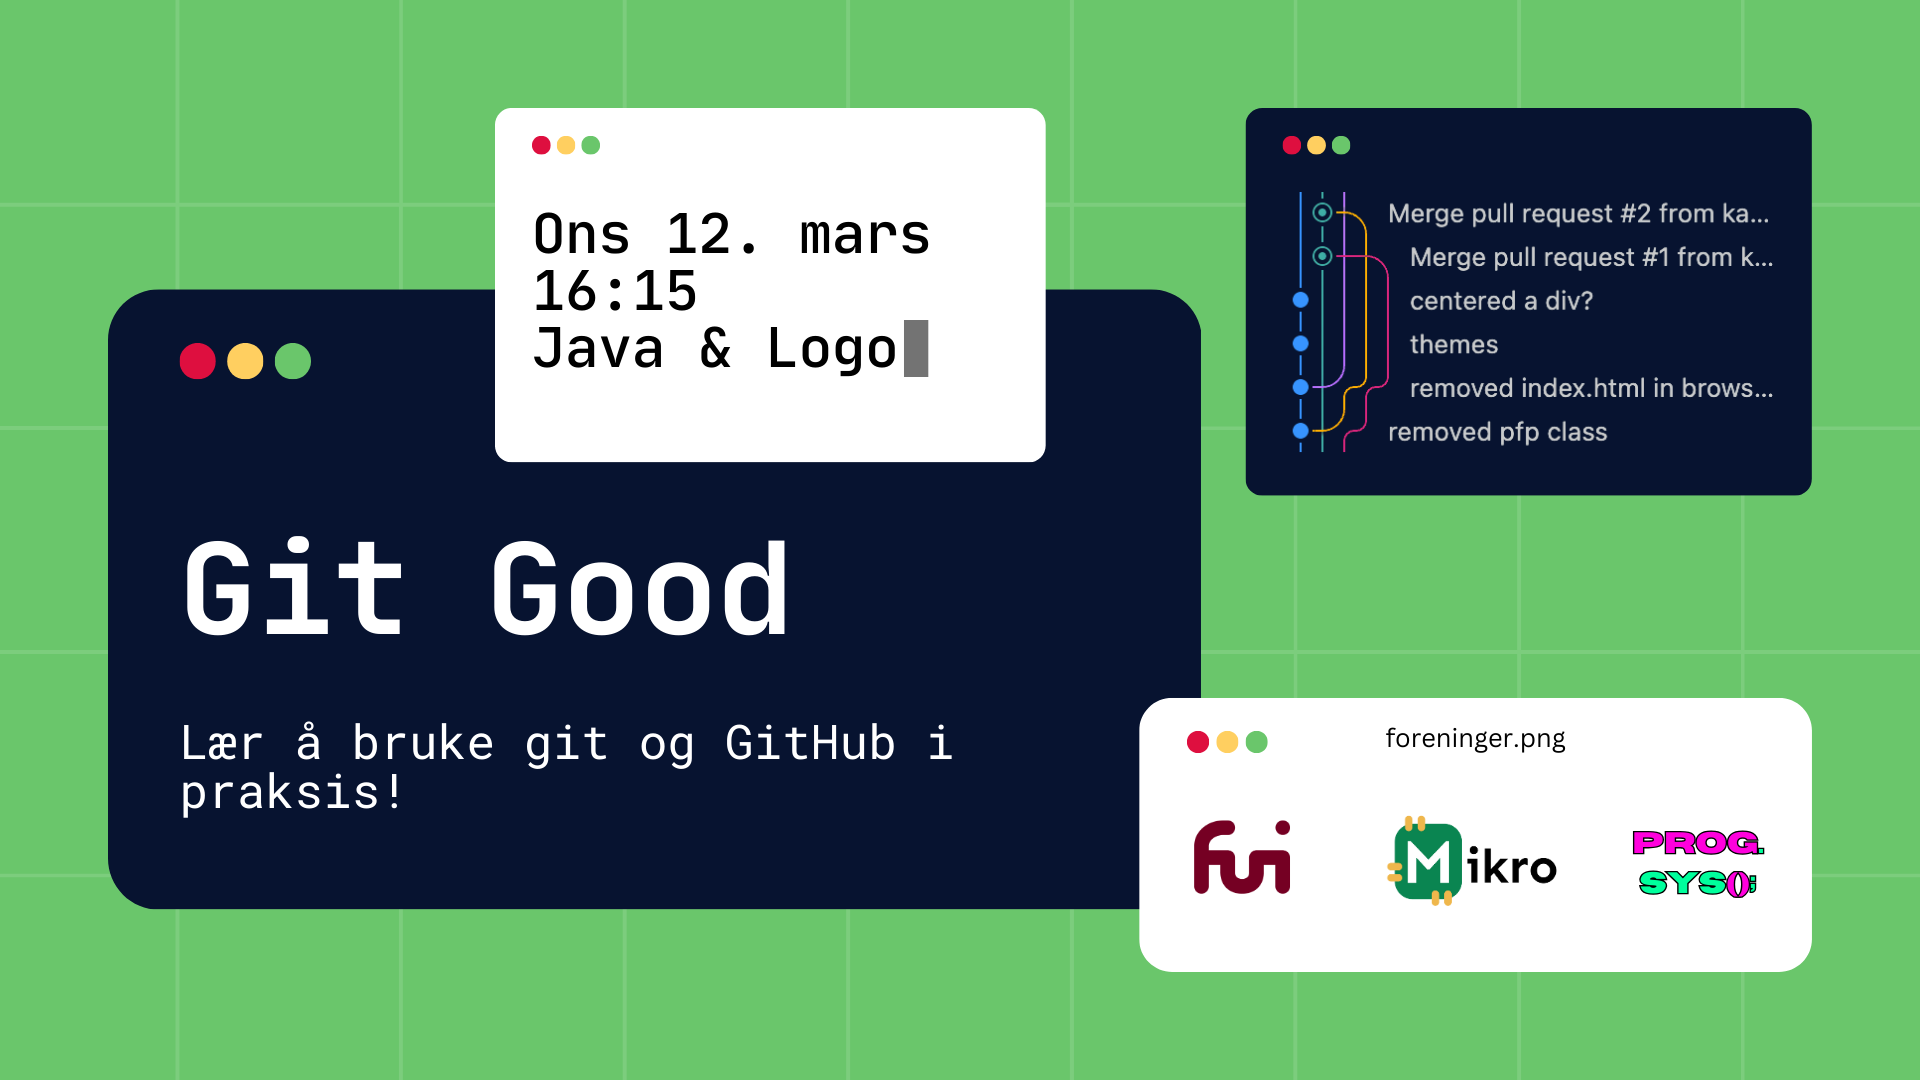 Ons 12. mars
16:15
Java & Logo
Git Good
Lær å bruke git og GitHub i
praksis!
Merge pull request #2 from ka...
Merge pull request #1 from k...
centered a div?
themes
removed index.html in brows...
removed pfp class
foreninger.png
fui
Mikro
PROG.
SYS();